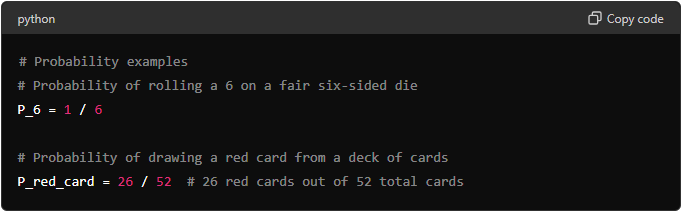 python Copy code
# Probability examples
# Probability of rolling a 6 on a fair six-sided die
P_6 = 1 / 6
# Probability of drawing a red card from a deck of cards
P_red_card = 26 / 52  # 26 red cards out of 52 total cards